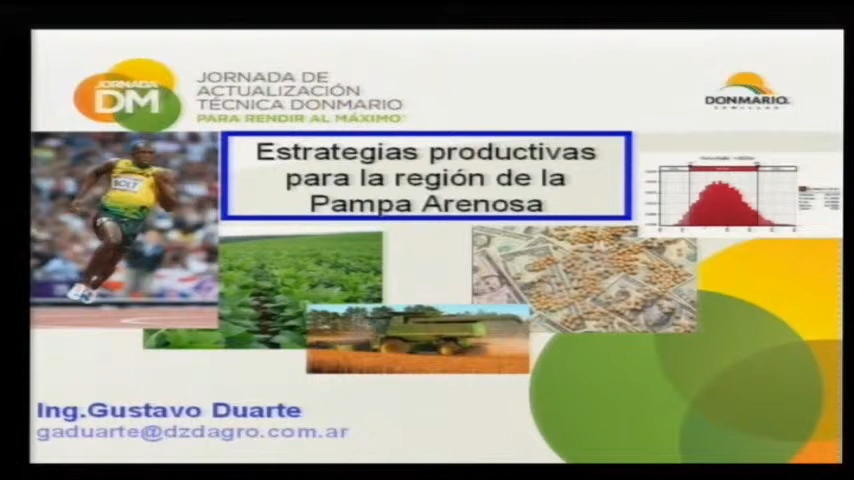 JORNADA
DM
JORNADA DE
ACTUALIZACIÓN
TÉCNICA DONMARIO
PARA RENDIR AL MÁXIMO
DONMARIO
SEMILLAS
Estrategias productivas
para la región de la
Pampa Arenosa
BOLT
Ing.Gustavo Duarte
gaduarte@dzdagro.com.ar